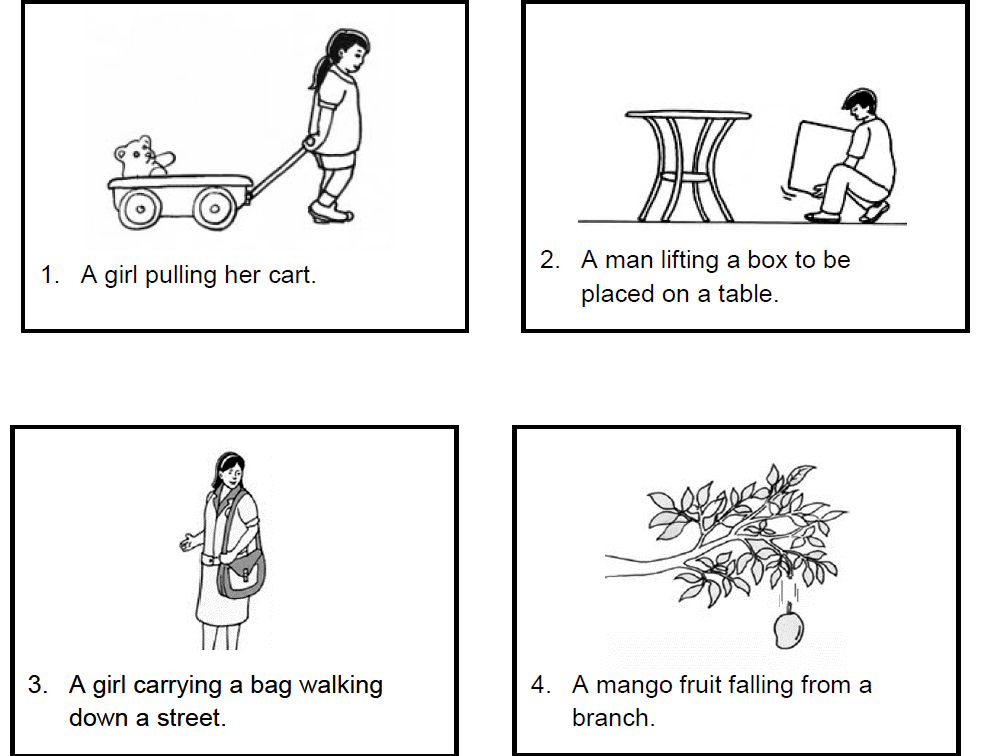 1. A girl pulling her cart.
2. A man lifting a box to be
placed on a table.
3. A girl carrying a bag walking
down a street.
4. A mango fruit falling from a
branch.